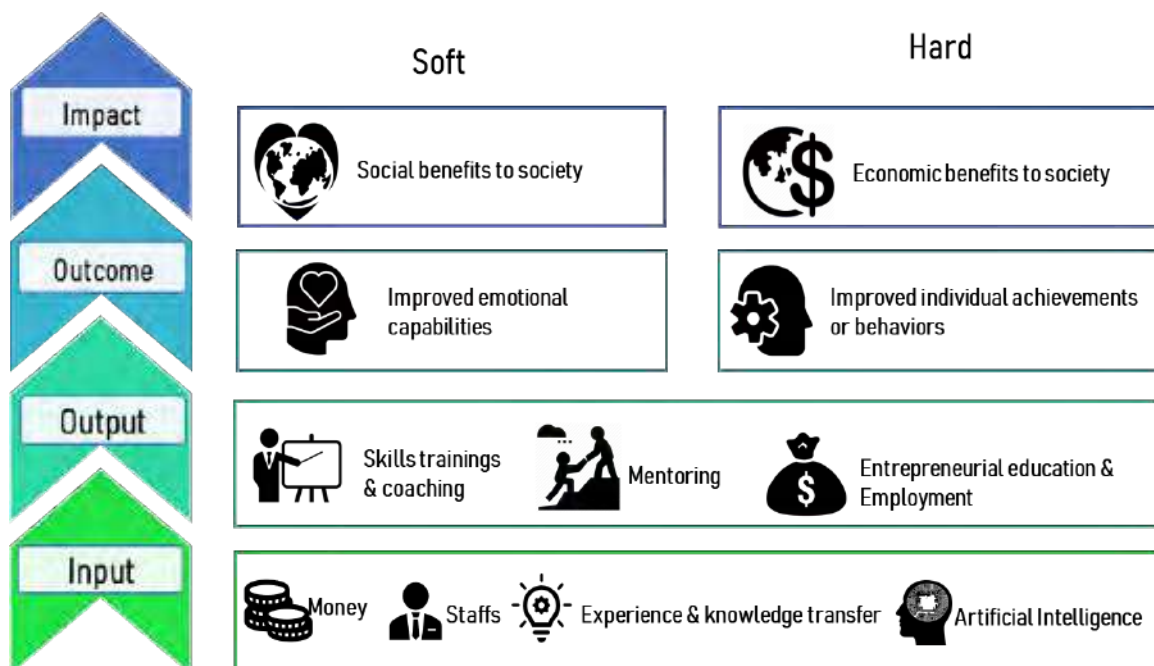 Soft
Hard
Impact
Social benefits to society
$
Economic benefits to society
Outcome
Improved emotional
capabilities
Improved individual achievements
or behaviors
Output
Skills trainings
& coaching
Mentoring
$
Entrepreneurial education &
Employment
Input
Money
Staffs
Experience & knowledge transfer
Artificial Intelligence